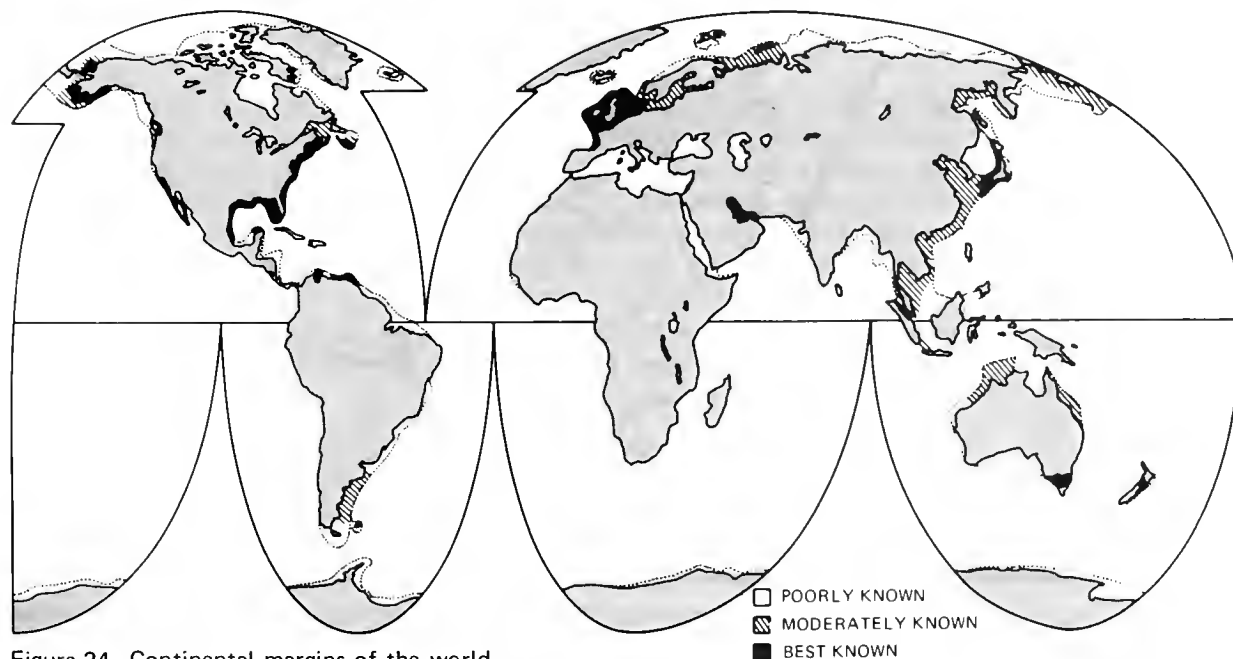 POORLY KNOWN
MODERATELY KNOWN
BEST KNOWN
Figure 24. Continental margins of the world